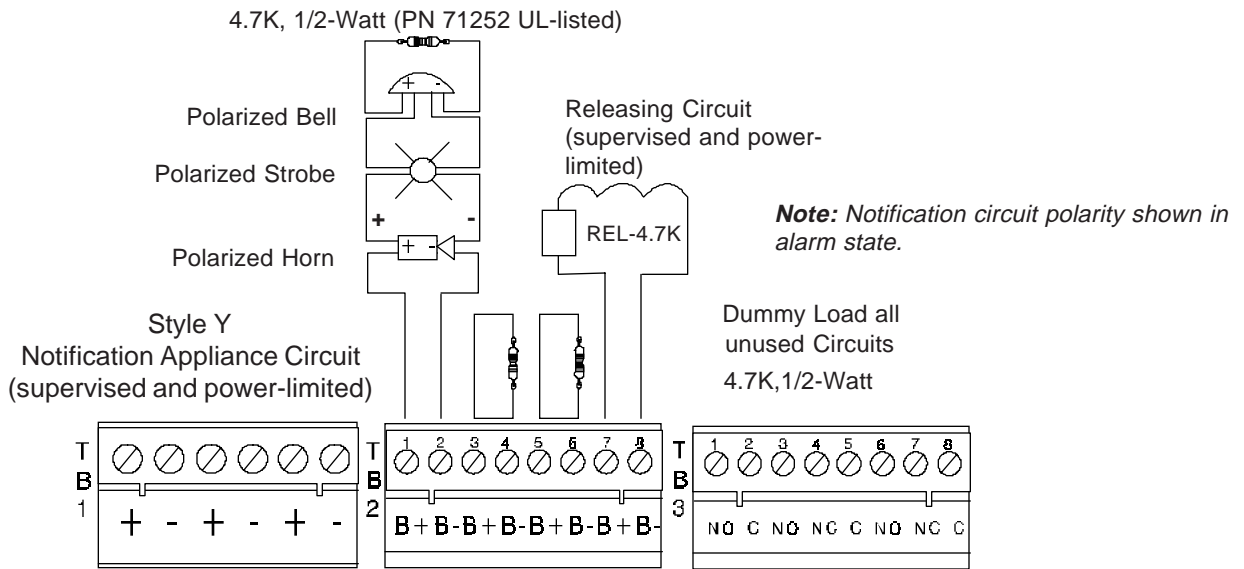 4.7K, 1/2-Watt (PN 71252 UL-listed)
+ -
Polarized Bell
Releasing Circuit
(supervised and power-
limited)
Polarized Strobe
+ -
REL-4.7K
Note: Notification circuit polarity shown in
alarm state.
+ -
Polarized Horn
Style Y
Notification Appliance Circuit
(supervised and power-limited)
Dummy Load all
unused Circuits
4.7K,1/2-Watt
TB1
+ - + - + -
TB2
1 2 3 4 5 6 7 8
B+ B- B+ B- B+ B- B+ B-
TB3
1 2 3 4 5 6 7 8
NO C NO NC C NO NC C